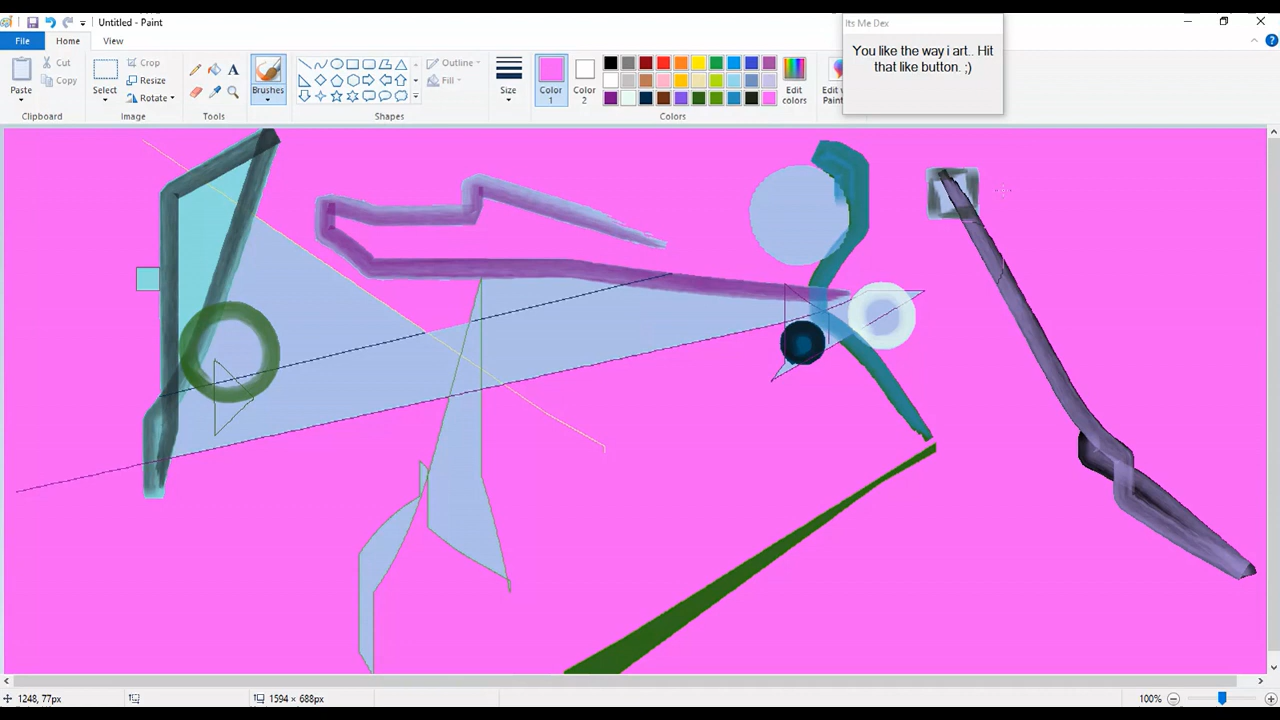 Untitled - Paint
Its Me Dex
You like the way i art.. Hit
that like button ;)
File
Home
View
Paste
Cut
Copy
Clipboard
Select
Crop
Resize
Rotate
Image
A
Tools
Brushes
Shapes
Outline
Fill
Size
Color
1
Color
2
Colors
Edit
colors
Edit w
Paint
1248, 77px
1594 × 688px
100%